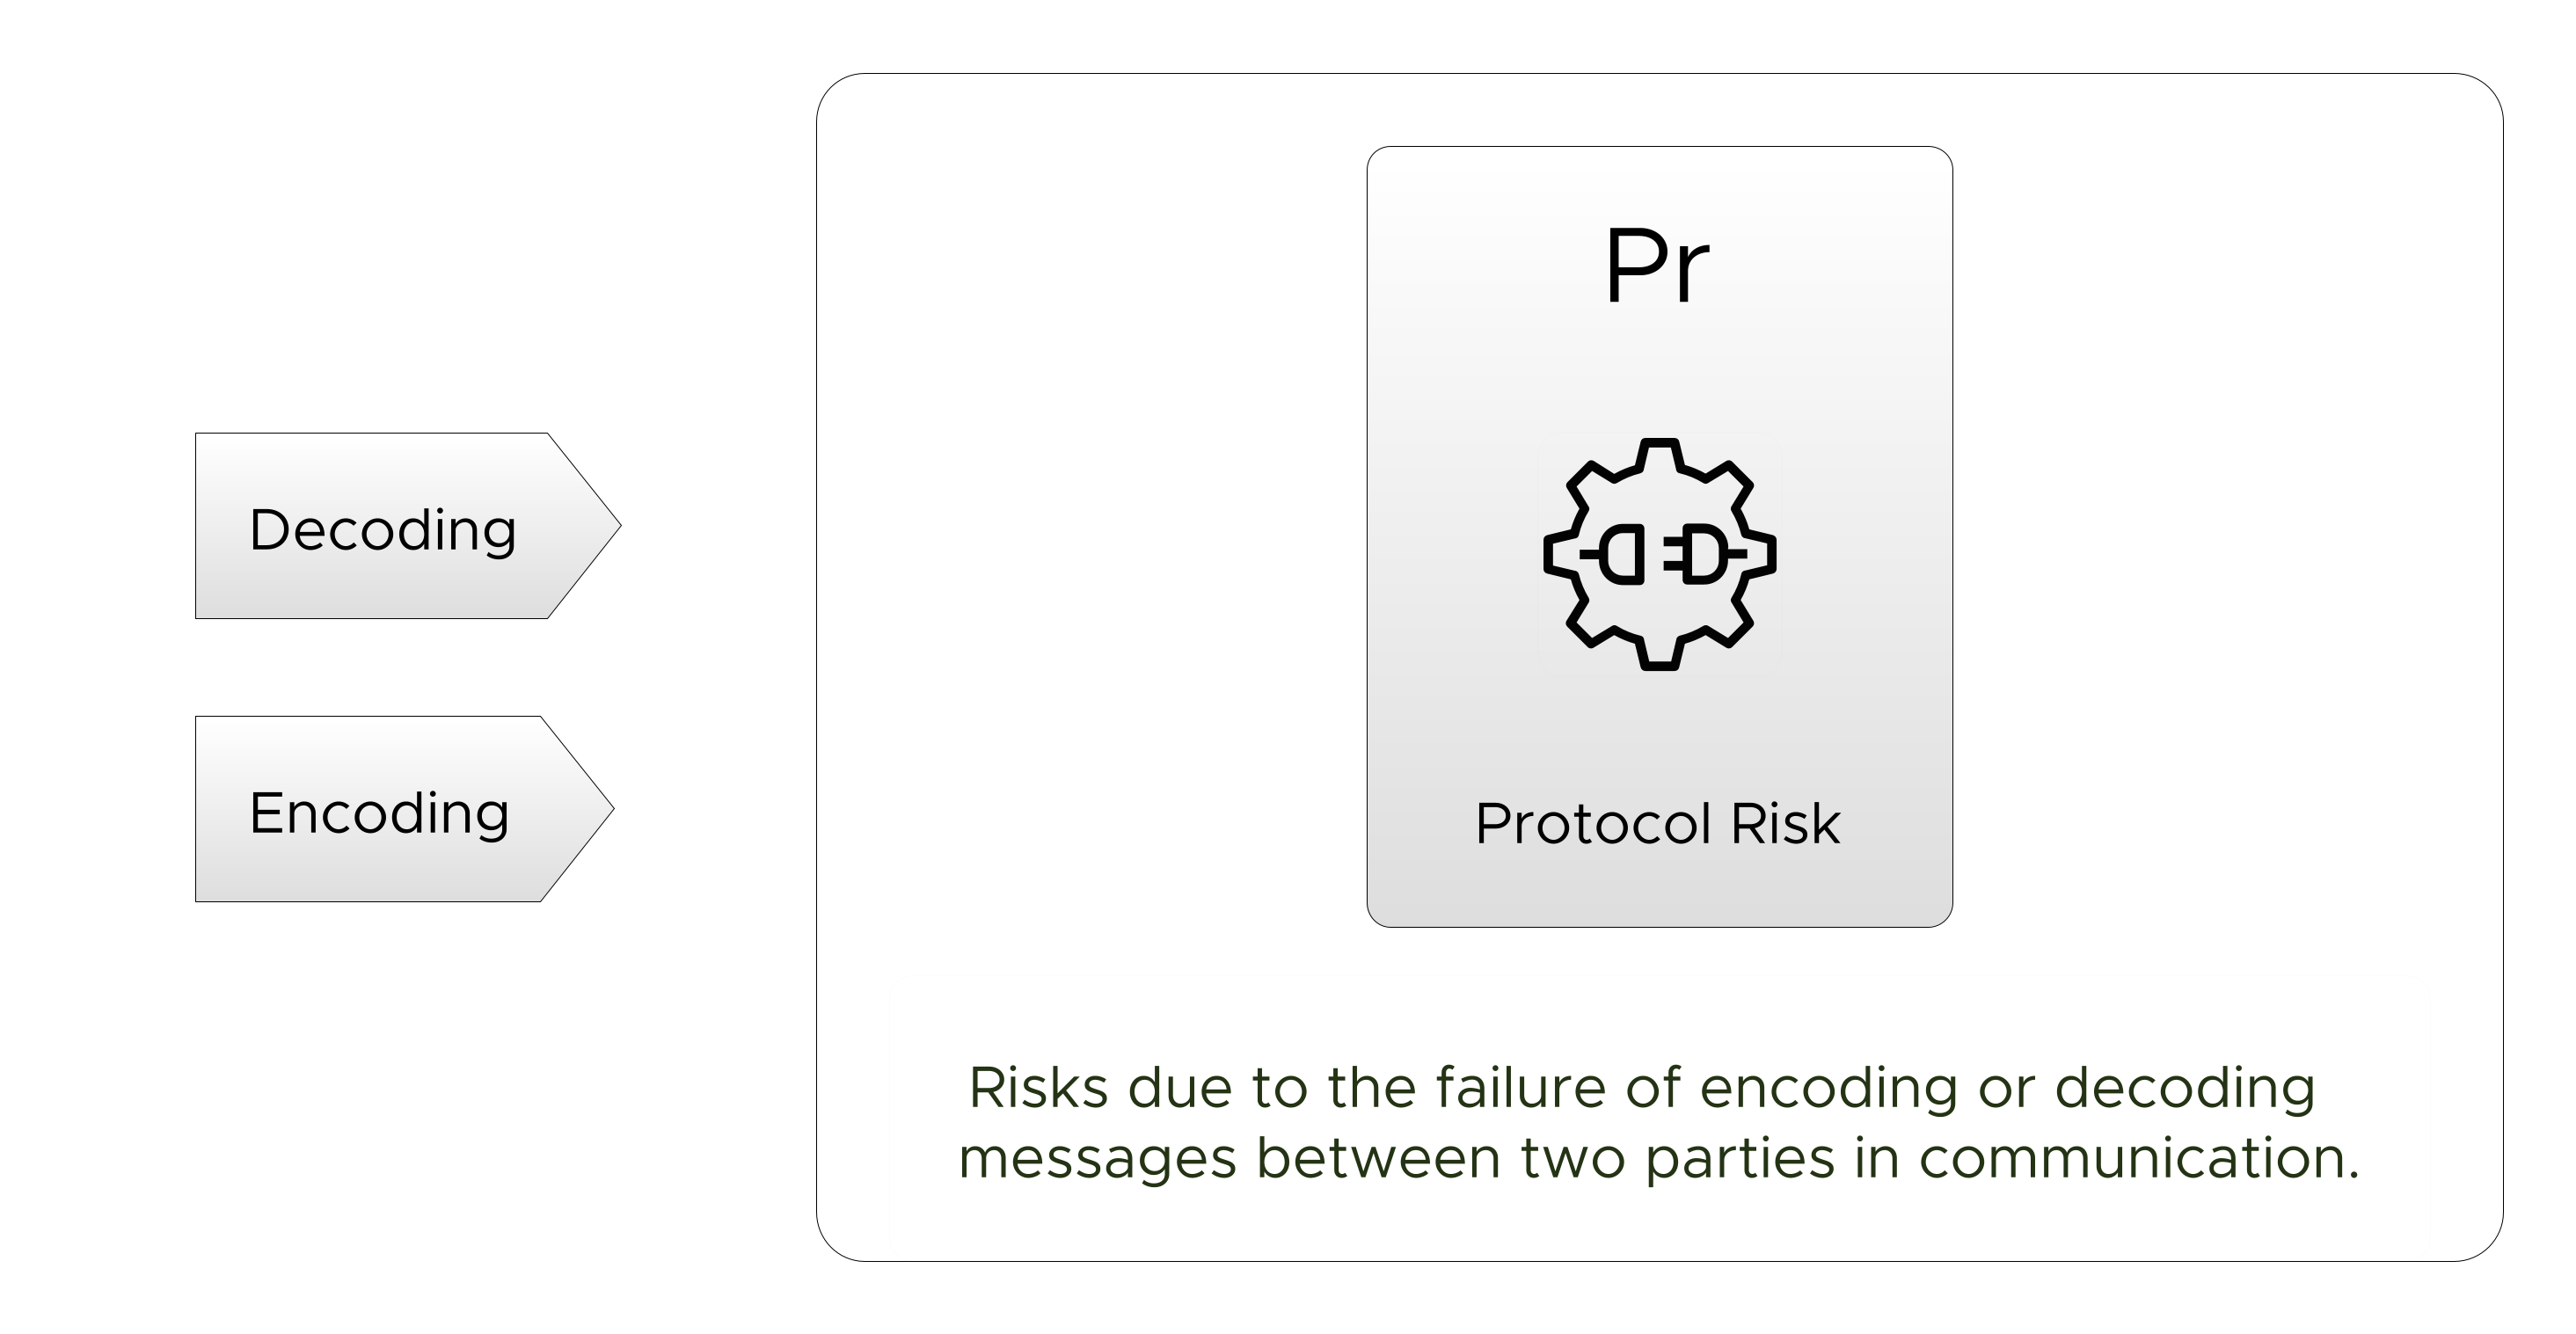 Decoding
Encoding
Pr
Protocol Risk
Risks due to the failure of encoding or decoding
messages between two parties in communication.